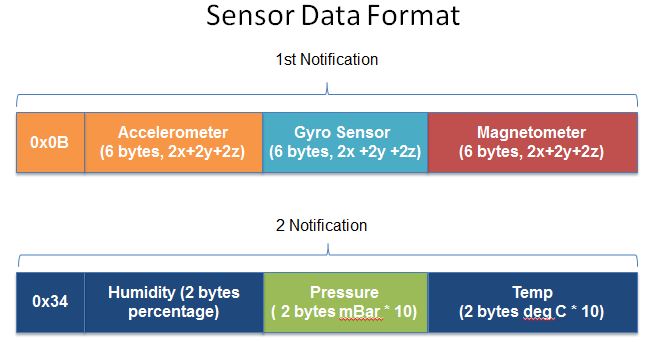 Sensor Data Format
1st Notification
0x0B
Accelerometer
(6 bytes, 2x+2y+2z)
Gyro Sensor
(6 bytes, 2x +2y +2z)
Magnetometer
(6 bytes, 2x+2y+2z)
2 Notification
0x34
Humidity (2 bytes
percentage)
Pressure
( 2 bytes mBar * 10)
Temp
(2 bytes deg C * 10)